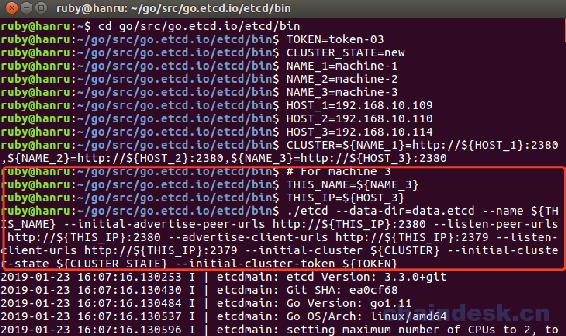 ruby@hanru: ~/go/src/go.etcd.io/etcd/bin
ruby@hanru:~$ cd go/src/go.etcd.io/etcd/bin
ruby@hanru:~/go/src/go.etcd.io/etcd/bin$ TOKEN=token-03
ruby@hanru:~/go/src/go.etcd.io/etcd/bin$ CLUSTER_STATE=new
ruby@hanru:~/go/src/go.etcd.io/etcd/bin$ NAME_1=machine-1
ruby@hanru:~/go/src/go.etcd.io/etcd/bin$ NAME_2=machine-2
ruby@hanru:~/go/src/go.etcd.io/etcd/bin$ NAME_3=machine-3
ruby@hanru:~/go/src/go.etcd.io/etcd/bin$ HOST_1=192.168.10.109
ruby@hanru:~/go/src/go.etcd.io/etcd/bin$ HOST_2=192.168.10.110
ruby@hanru:~/go/src/go.etcd.io/etcd/bin$ HOST_3=192.168.10.114
ruby@hanru:~/go/src/go.etcd.io/etcd/bin$ CLUSTER=${NAME_1}=http://${HOST_1}:2380
,${NAME_2}=http://${HOST_2}:2380,${NAME_3}=http://${HOST_3}:2380
ruby@hanru:~/go/src/go.etcd.io/etcd/bin$ # For machine 3
ruby@hanru:~/go/src/go.etcd.io/etcd/bin$ THIS_NAME=${NAME_3}
ruby@hanru:~/go/src/go.etcd.io/etcd/bin$ THIS_IP=${HOST_3}
ruby@hanru:~/go/src/go.etcd.io/etcd/bin$ ./etcd --data-dir=data.etcd --name ${TH
IS_NAME} --initial-advertise-peer-urls http://${THIS_IP}:2380 --listen-peer-urls
http://${THIS_IP}:2380 --advertise-client-urls http://${THIS_IP}:2379 --listen-
client-urls http://${THIS_IP}:2379 --initial-cluster ${CLUSTER} --initial-cluste
r-state ${CLUSTER_STATE} --initial-cluster-token ${TOKEN}
2019-01-23 16:07:16.130253 I | etcdmain: etcd Version: 3.3.0+git
2019-01-23 16:07:16.130430 I | etcdmain: Git SHA: ea0cf68
2019-01-23 16:07:16.130484 I | etcdmain: Go Version: go1.11
2019-01-23 16:07:16.130537 I | etcdmain: Go OS/Arch: linux/amd64
2019-01-23 16:07:16.130596 I | etcdmain: setting maximum number of CPUs to 2, to